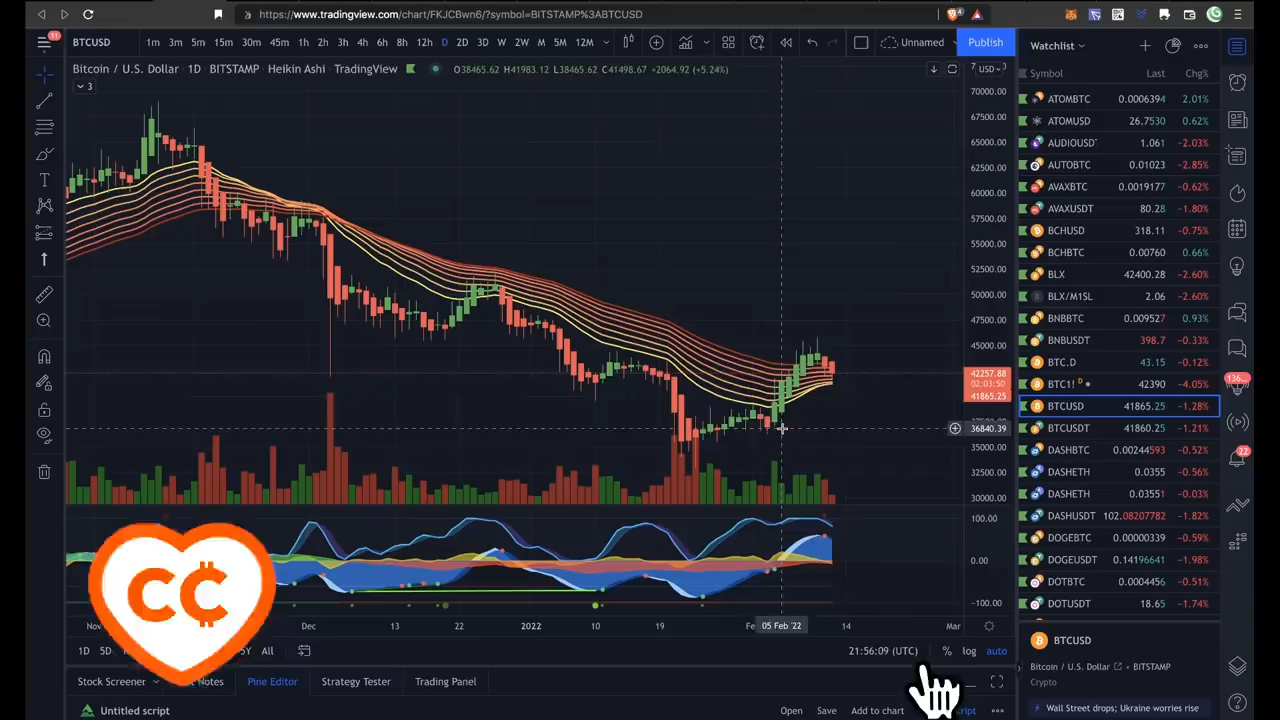 https://www.tradingview.com/chart/FKJCBwn6/?symbol=BITSTAMP%3ABTCUSD
4
11
BTCUSD 1m 3m 5m 15m 30m 45m 1h 2h 3h 4h 6h 8h 12h D 2D 3D W 2W M 5M 12M Unnamed Publish
Bitcoin / U.S. Dollar · 1D · BITSTAMP · Heikin Ashi · TradingView O38465.62 H41983.12 L38465.62 C41498.67 +2064.92 (+5.24%)
3
USD
70000.00
67500.00
65000.00
62500.00
60000.00
57500.00
55000.00
52500.00
50000.00
47500.00
45000.00
42257.88
02:03:50
41865.25
36840.39
35000.00
32500.00
30000.00
100.00
0.00
-100.00
Nov Dec 13 22 2022 10 19 05 Feb '22 14 Mar
1D 5D 5Y All 21:56:09 (UTC) % log auto
Stock Screener Notes Pine Editor Strategy Tester Trading Panel
Untitled script Open Save Add to chart
CC
Watchlist
Symbol Last Chg%
ATOMBTC 0.0006394 2.01%
ATOMUSD 26.7530 0.62%
AUDIOUSD 1.061 -2.03%
AUTOBTC 0.01023 -2.85%
AVAXBTC 0.0019177 -0.62%
AVAXUSDT 80.28 -1.80%
BCHUSD 318.11 -0.75%
BCHBTC 0.00760 0.66%
BLX 42400.28 -2.60%
BLX/M1SL 2.06 -2.60%
BNBBTC 0.009527 0.93%
BNBUSDT 398.7 -0.33%
BTC.D 43.15 -0.12%
BTC1! D 42390 -4.05%
BTCUSD 41865.25 -1.28%
BTCUSDT 41860.25 -1.21%
DASHBTC 0.00244593 -0.52%
DASHETH 0.0356 -0.56%
DASHETH 0.03551 -0.03%
DASHUSDT 102.08207782 -1.82%
DOGEBTC 0.00000339 -0.59%
DOGEUSDT 0.14196641 -1.98%
DOTBTC 0.0004456 -0.51%
DOTUSDT 18.65 -1.74%
136
22
BTCUSD
Bitcoin / U.S. Dollar · BITSTAMP
Crypto
Wall Street drops; Ukraine worries rise